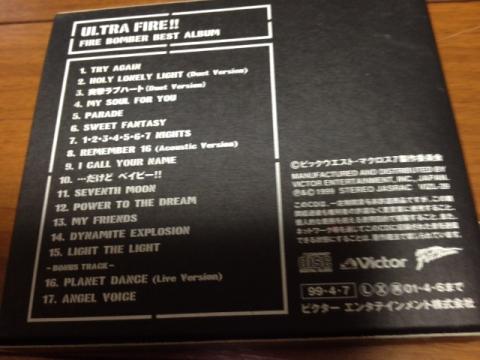 ULTRA FIRE!!
FIRE BOMBER BEST ALBUM
1. TRY AGAIN
2. HOLY LONELY LIGHT (Duet Version)
3. 突撃ラブハート (Duet Version)
4. MY SOUL FOR YOU
5. PARADE
6. SWEET FANTASY
7. 1・2・3・4・5・6・7 NIGHTS
8. REMEMBER 16 (Acoustic Version)
9. I CALL YOUR NAME
10. …だけど ベイビー!!
11. SEVENTH MOON
12. POWER TO THE DREAM
13. MY FRIENDS
14. DYNAMITE EXPLOSION
15. LIGHT THE LIGHT
-BONUS TRACK-
16. PLANET DANCE (Live Version)
17. ANGEL VOICE
©ビックウエスト・マクロス7製作委員会
MANUFACTURED AND DISTRIBUTED BY
VICTOR ENTERTAINMENT, INC., JAPAN.
℗&© 1999 STEREO JASRAC
Victor
99・4・7 01・4・6まで
ビクター エンタテインメント株式会社